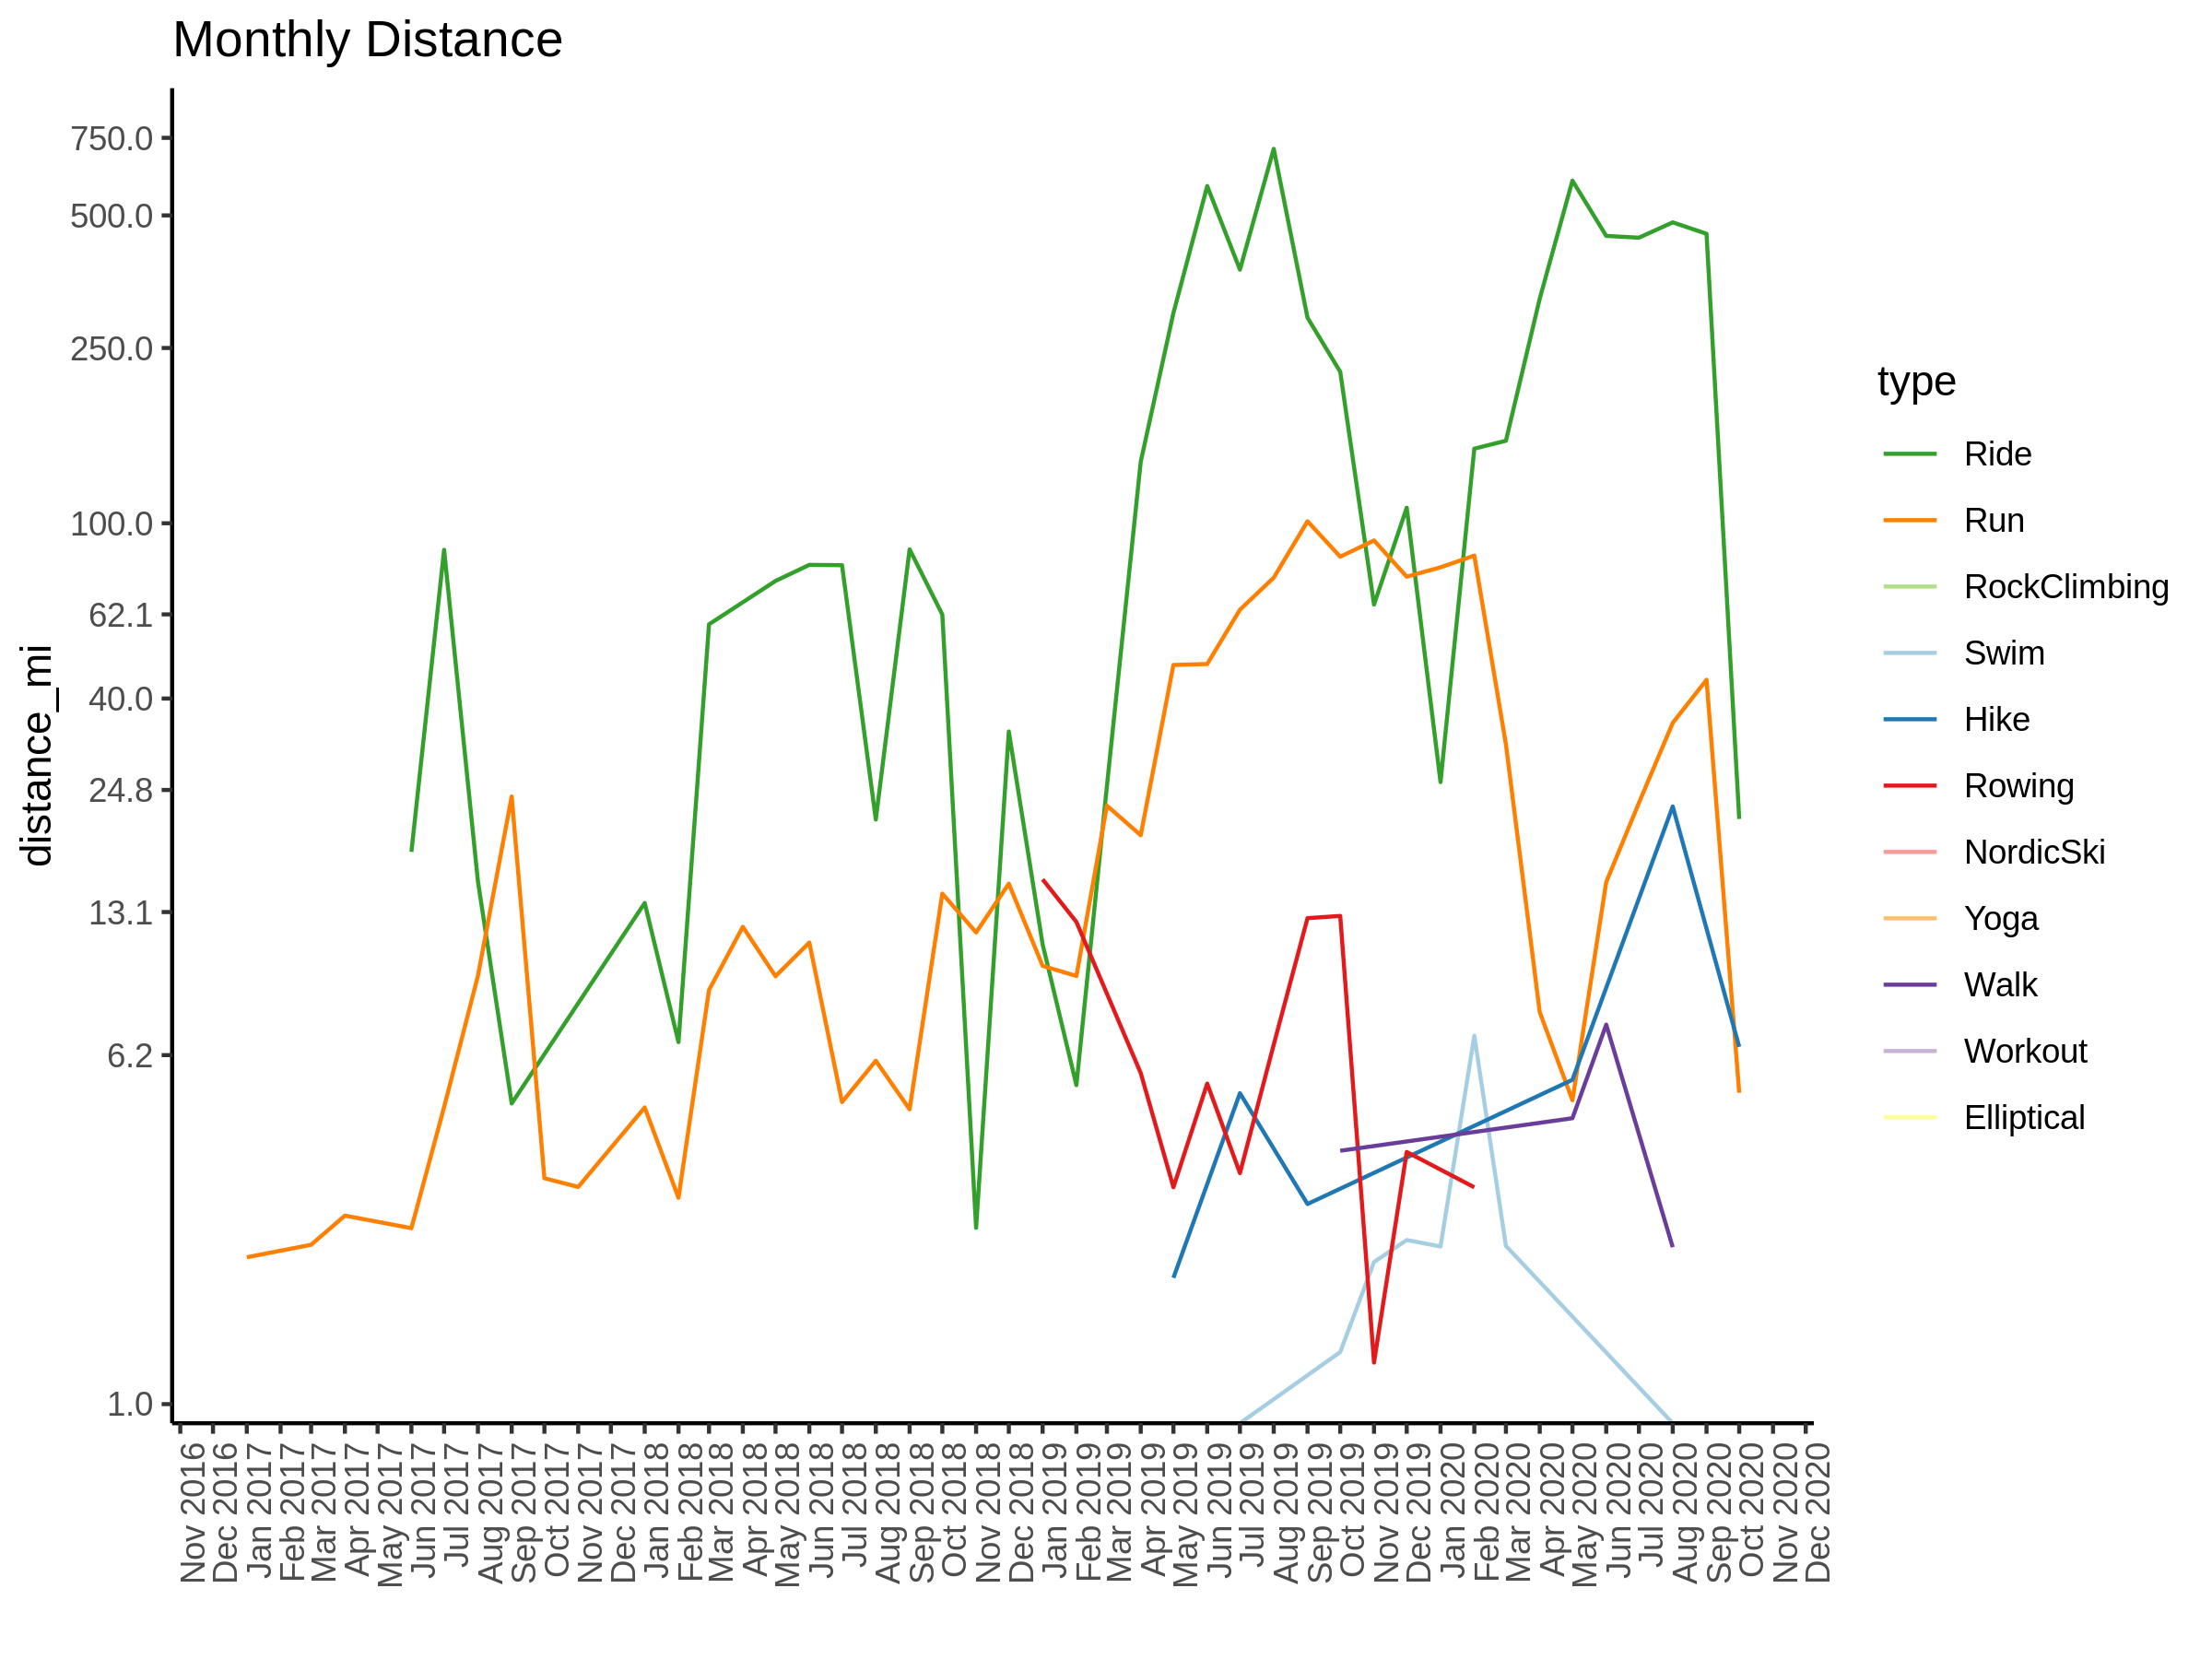 Monthly Distance
distance_mi
750.0
500.0
250.0
100.0
62.1
40.0
24.8
13.1
6.2
1.0
Nov 2016
Dec 2016
Jan 2017
Feb 2017
Mar 2017
Apr 2017
May 2017
Jun 2017
Jul 2017
Aug 2017
Sep 2017
Oct 2017
Nov 2017
Dec 2017
Jan 2018
Feb 2018
Mar 2018
Apr 2018
May 2018
Jun 2018
Jul 2018
Aug 2018
Sep 2018
Oct 2018
Nov 2018
Dec 2018
Jan 2019
Feb 2019
Mar 2019
Apr 2019
May 2019
Jun 2019
Jul 2019
Aug 2019
Sep 2019
Oct 2019
Nov 2019
Dec 2019
Jan 2020
Feb 2020
Mar 2020
Apr 2020
May 2020
Jun 2020
Jul 2020
Aug 2020
Sep 2020
Oct 2020
Nov 2020
Dec 2020
type
Ride
Run
RockClimbing
Swim
Hike
Rowing
NordicSki
Yoga
Walk
Workout
Elliptical